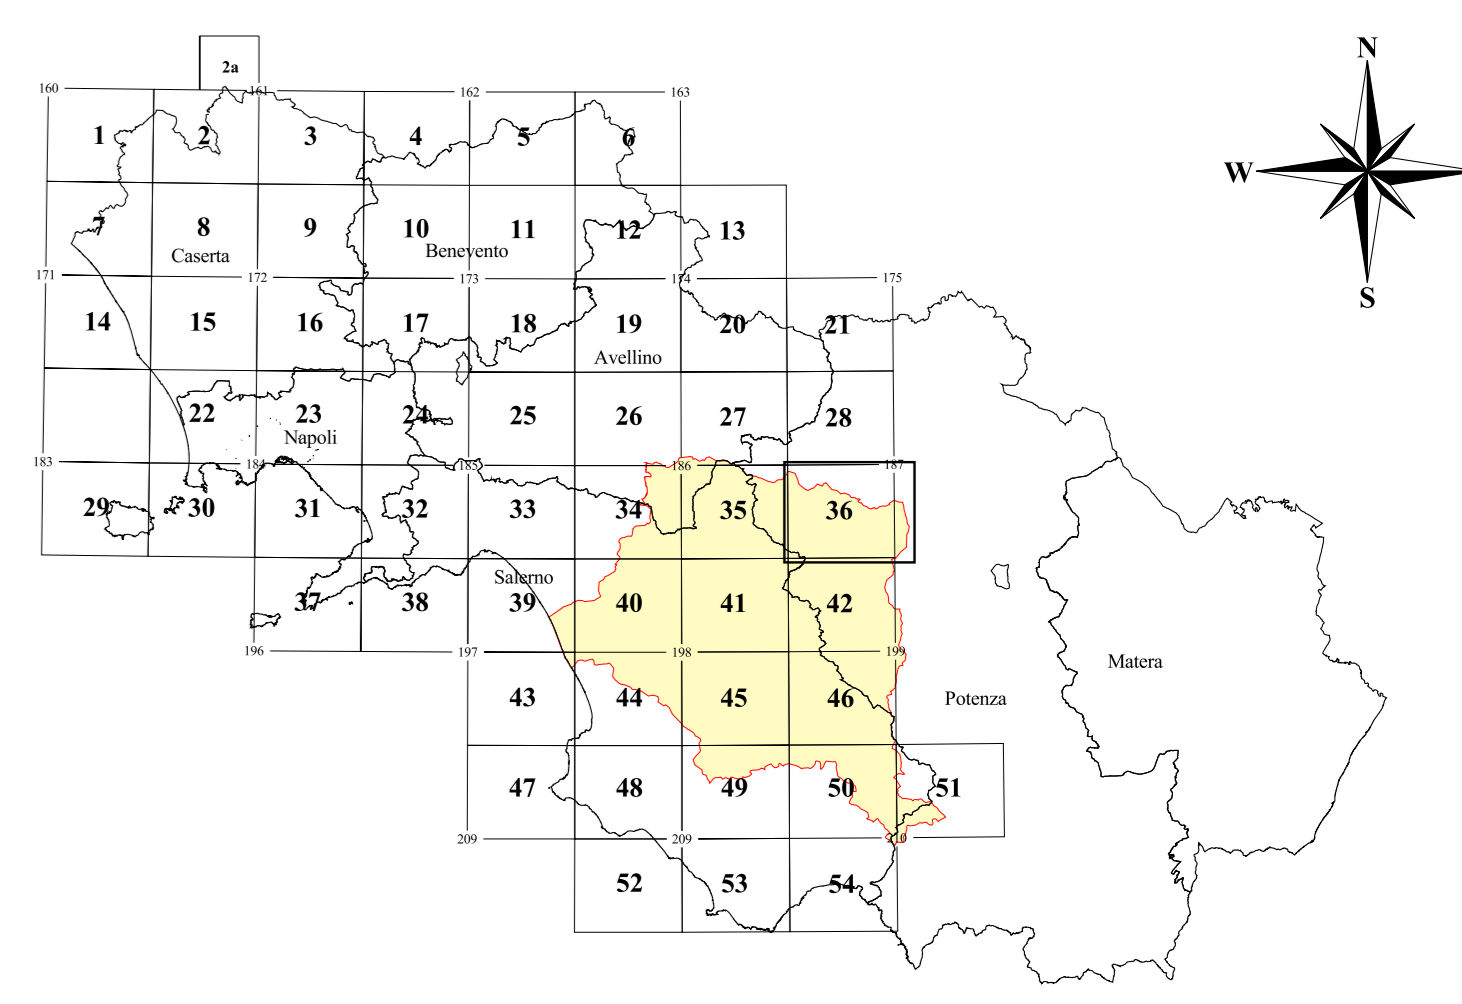 N
2a
160 161 162 163
1 2 3 4 5 6
W
7 8 9 10 11 12 13
Caserta Benevento
171 172 173 174 175
S
14 15 16 17 18 19 20 21
Avellino
22 23 24 25 26 27 28
Napoli
183 184 185 186 187
29 30 31 32 33 34 35 36
Salerno
37 38 39 40 41 42
196 197 198 199
Matera
43 44 45 46 Potenza
47 48 49 50 51
209 209 210
52 53 54